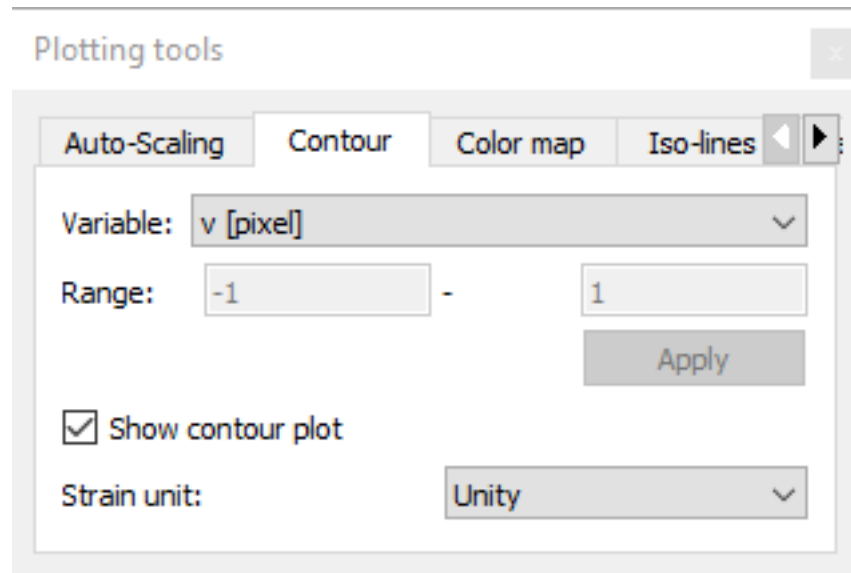 Plotting tools
Auto-Scaling Contour Color map Iso-lines
Variable: v [pixel]
Range: -1 - 1
Apply
Show contour plot
Strain unit: Unity